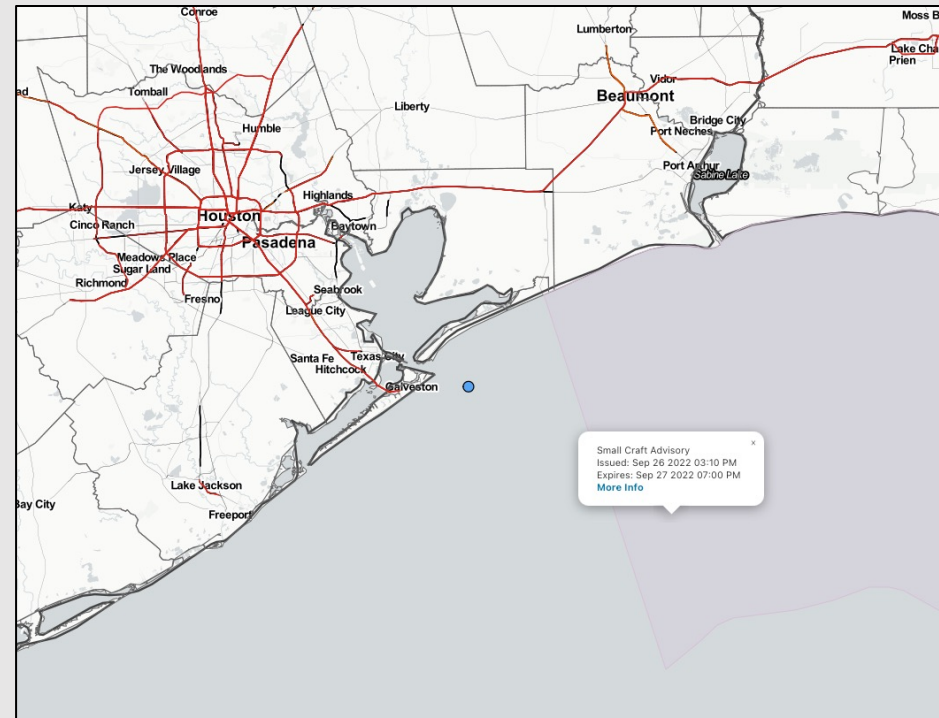 Conroe
Moss B
Lumberton
Lake Cha
Prien
The Woodlands
Vidor
Tomball
ad
Beaumont
Liberty
Bridge City
Humble
Port Neches
Port Arthur
Jersey Village
Sabine Lake
Highlands
Katy
Houston
Cinco Ranch
Baytown
Pasadena
Meadows Place
Sugar Land
Richmond
Seabrook
Fresno
League City
Santa Fe
Texas City
Hitchcock
Galveston
Small Craft Advisory
×
Issued: Sep 26 2022 03:10 PM
Expires: Sep 27 2022 07:00 PM
More Info
Lake Jackson
Bay City
Freeport